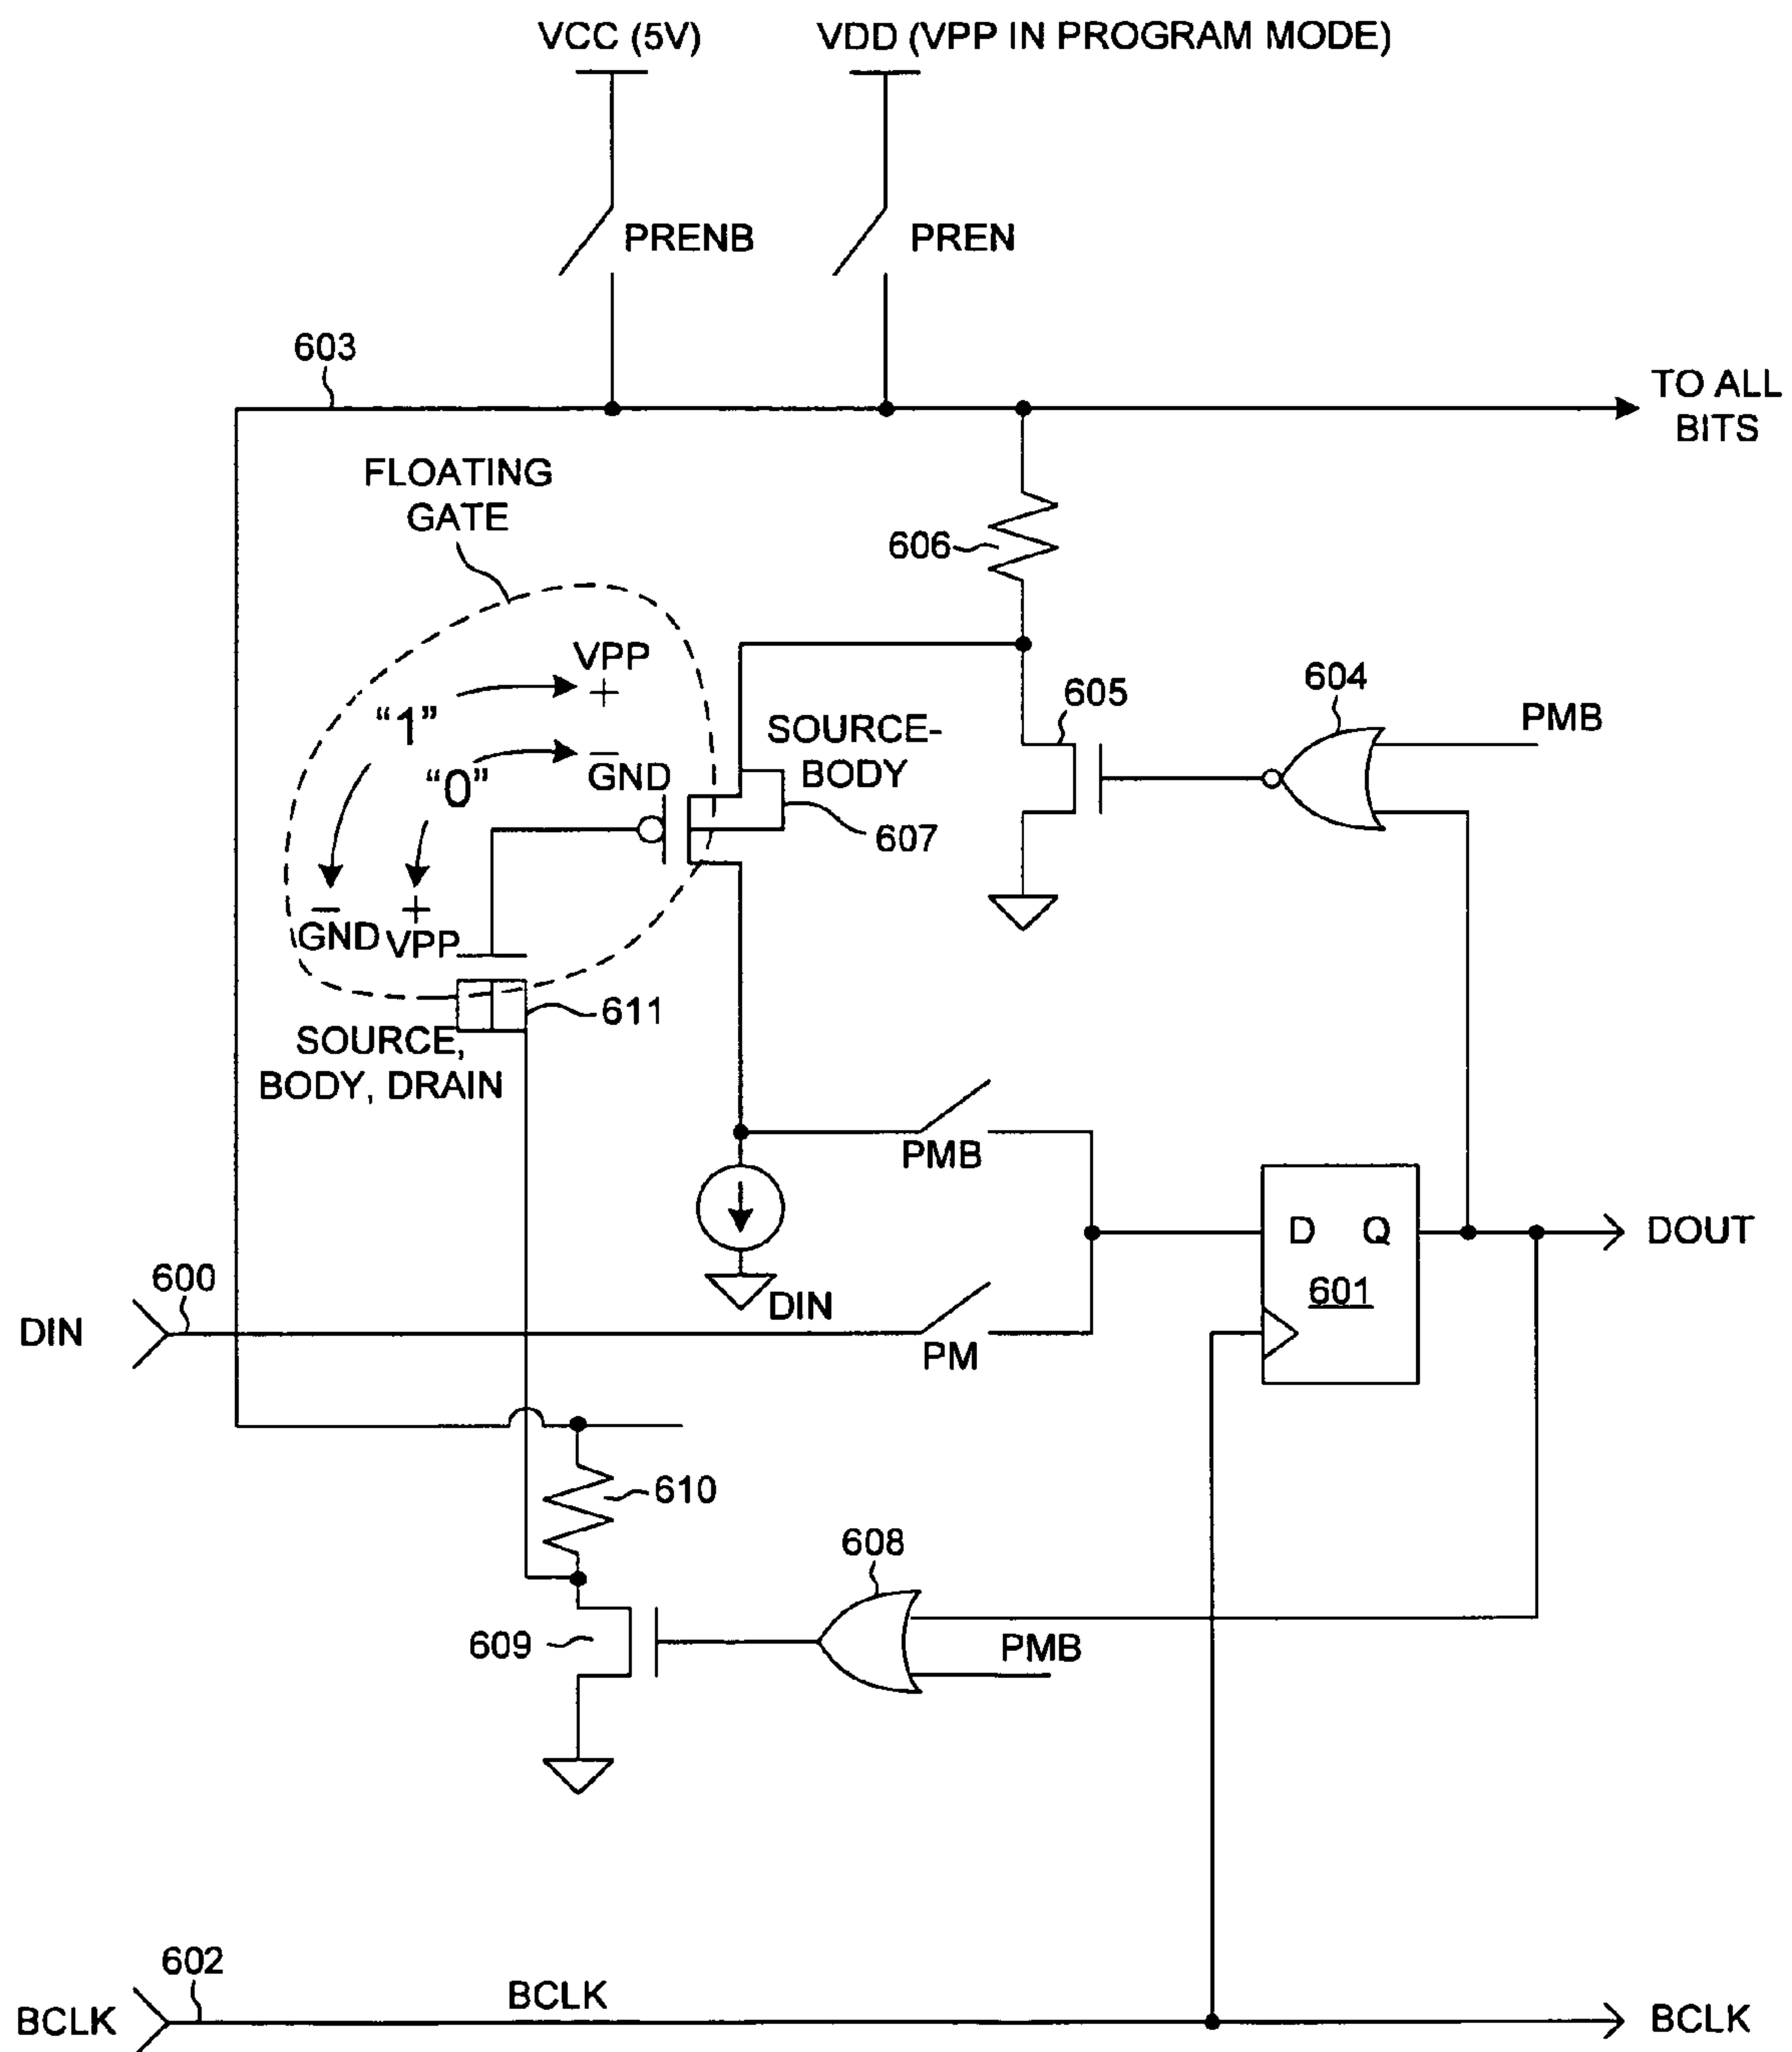 VCC (5V)
VDD (VPP IN PROGRAM MODE)
PRENB
PREN
603
TO ALL
BITS
FLOATING
GATE
606
VPP
+
"1"
605
604
PMB
SOURCE-
BODY
−
GND
"0"
607
−
+
GND
VPP
611
SOURCE,
BODY, DRAIN
PMB
D
Q
DOUT
600
601
DIN
DIN
PM
610
608
609
PMB
602
BCLK
BCLK
BCLK